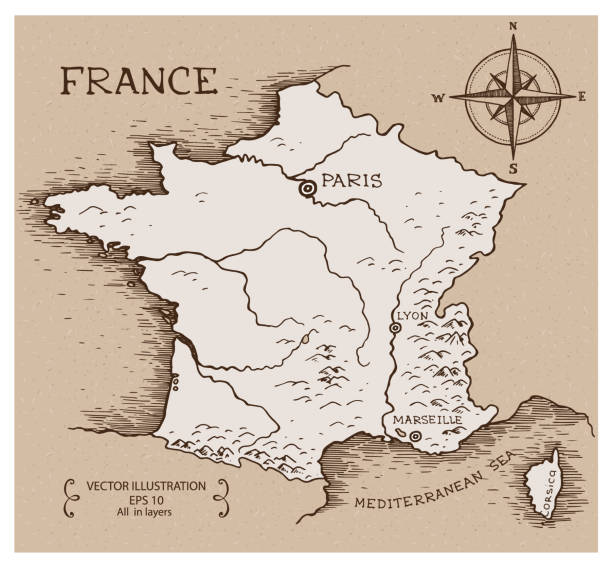 FRANCE
N
W E
S
PARIS
LYON
MARSEILLE
MEDITERRANEAN SEA
CORSICA
VECTOR ILLUSTRATION
EPS 10
All in layers